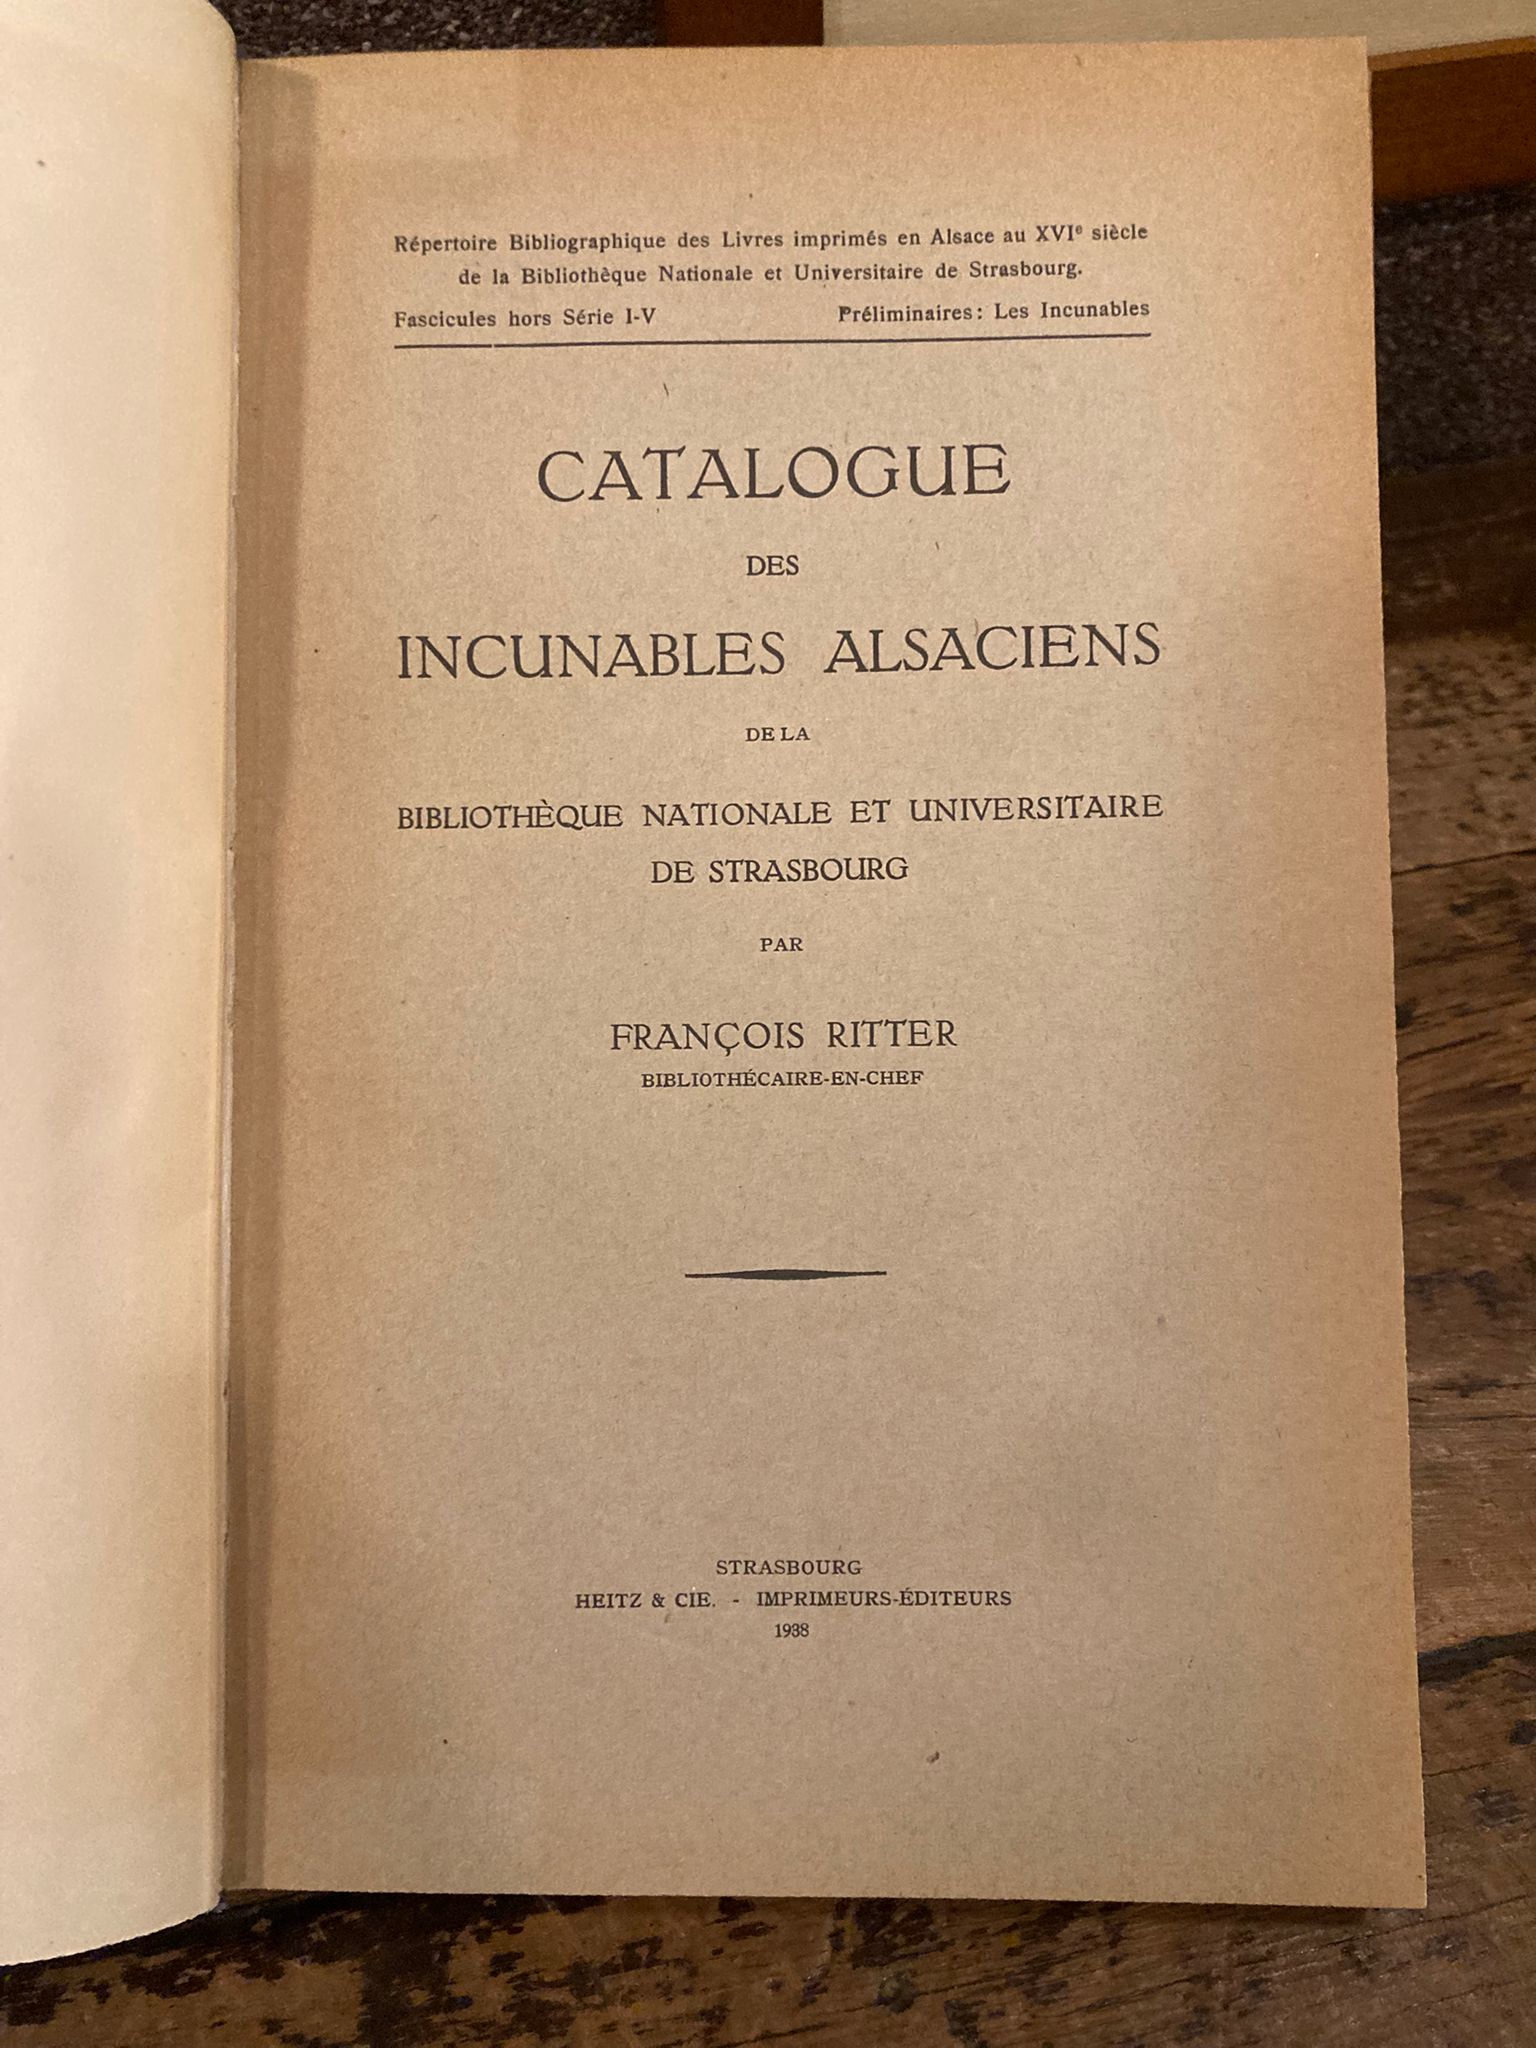 Répertoire Bibliographique des Livres imprimés en Alsace au XVIe siècle
de la Bibliothèque Nationale et Universitaire de Strasbourg.
Fascicules hors Série I-V Préliminaires: Les Incunables
CATALOGUE
DES
INCUNABLES ALSACIENS
DE LA
BIBLIOTHÈQUE NATIONALE ET UNIVERSITAIRE
DE STRASBOURG
PAR
FRANÇOIS RITTER
BIBLIOTHÉCAIRE-EN-CHEF
STRASBOURG
HEITZ & CIE. - IMPRIMEURS-ÉDITEURS
1938